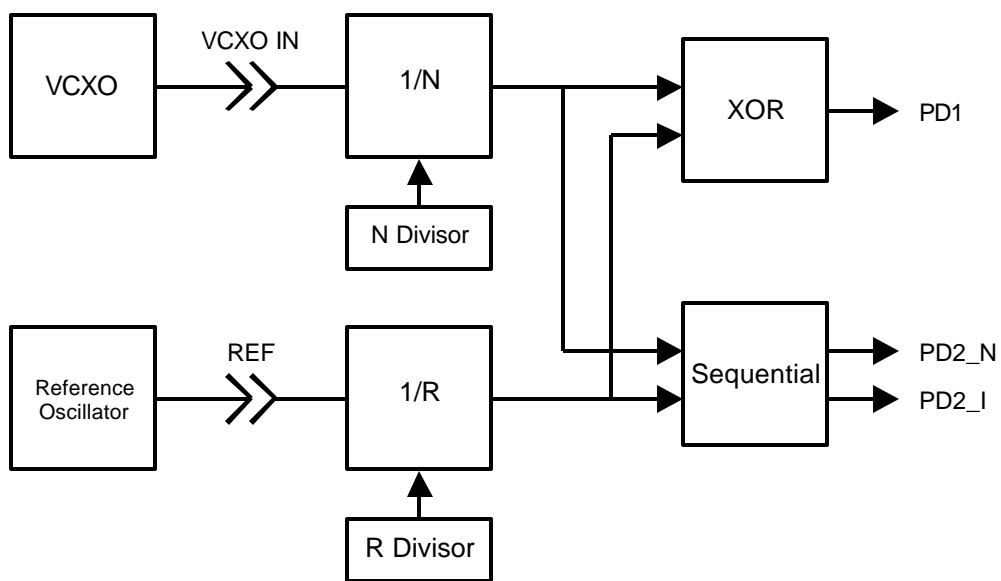 VCXO
VCXO IN
1/N
N Divisor
XOR
PD1
Reference
Oscillator
REF
1/R
R Divisor
Sequential
PD2_N
PD2_I